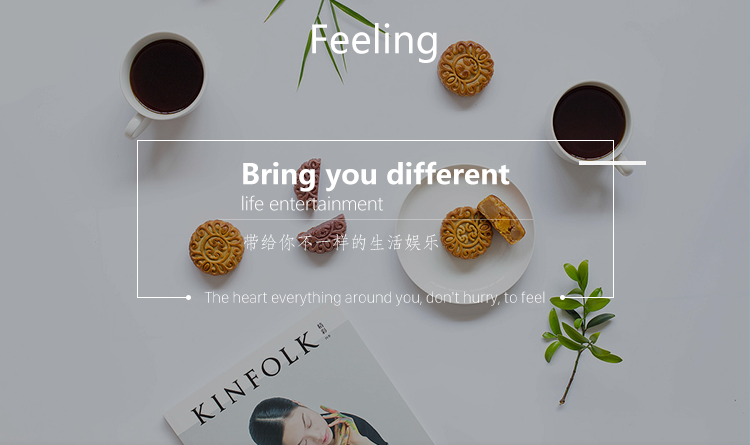 Feeling
Bring you different
life entertainment
带给你不一样的生活娱乐
The heart everything around you, don't hurry, to feel
KINFOLK